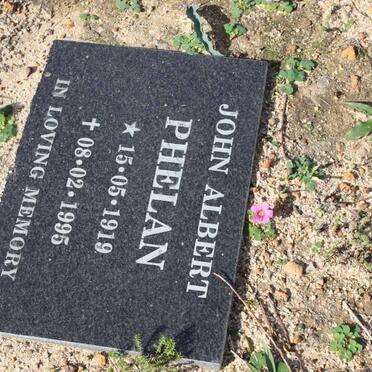 JOHN ALBERT
PHELAN
★ 15·05·1919
✝ 08·02·1995
IN LOVING MEMORY